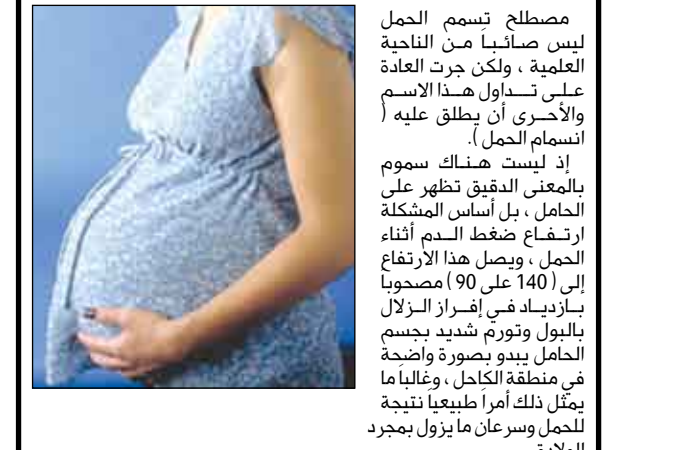 مصطلح تسمم الحمل
ليس صائباً من الناحية
العلمية ، ولكن جرت العادة
على تداول هذا الاسم
والأحرى أن يطلق عليه (
انسمام الحمل ).
إذ ليست هناك سموم
بالمعنى الدقيق تظهر على
الحامل ، بل أساس المشكلة
ارتفاع ضغط الدم أثناء
الحمل ، ويصل هذا الارتفاع
إلى ( 140 على 90 ) مصحوباً
بازدياد في إفراز الزلال
بالبول وتورم شديد بجسم
الحامل يبدو بصورة واضحة
في منطقة الكاحل ، وغالباً ما
يمثل ذلك أمراً طبيعياً نتيجة
للحمل وسرعان ما يزول بمجرد